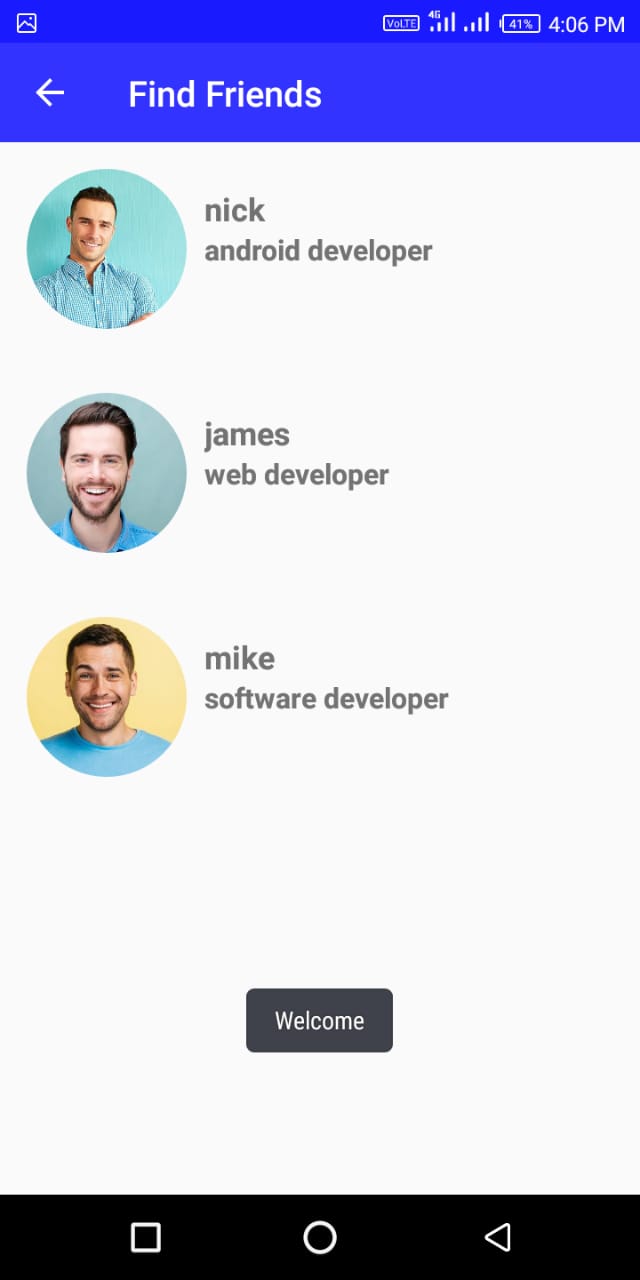 VoLTE 4G 41% 4:06 PM
Find Friends
nick
android developer
james
web developer
mike
software developer
Welcome